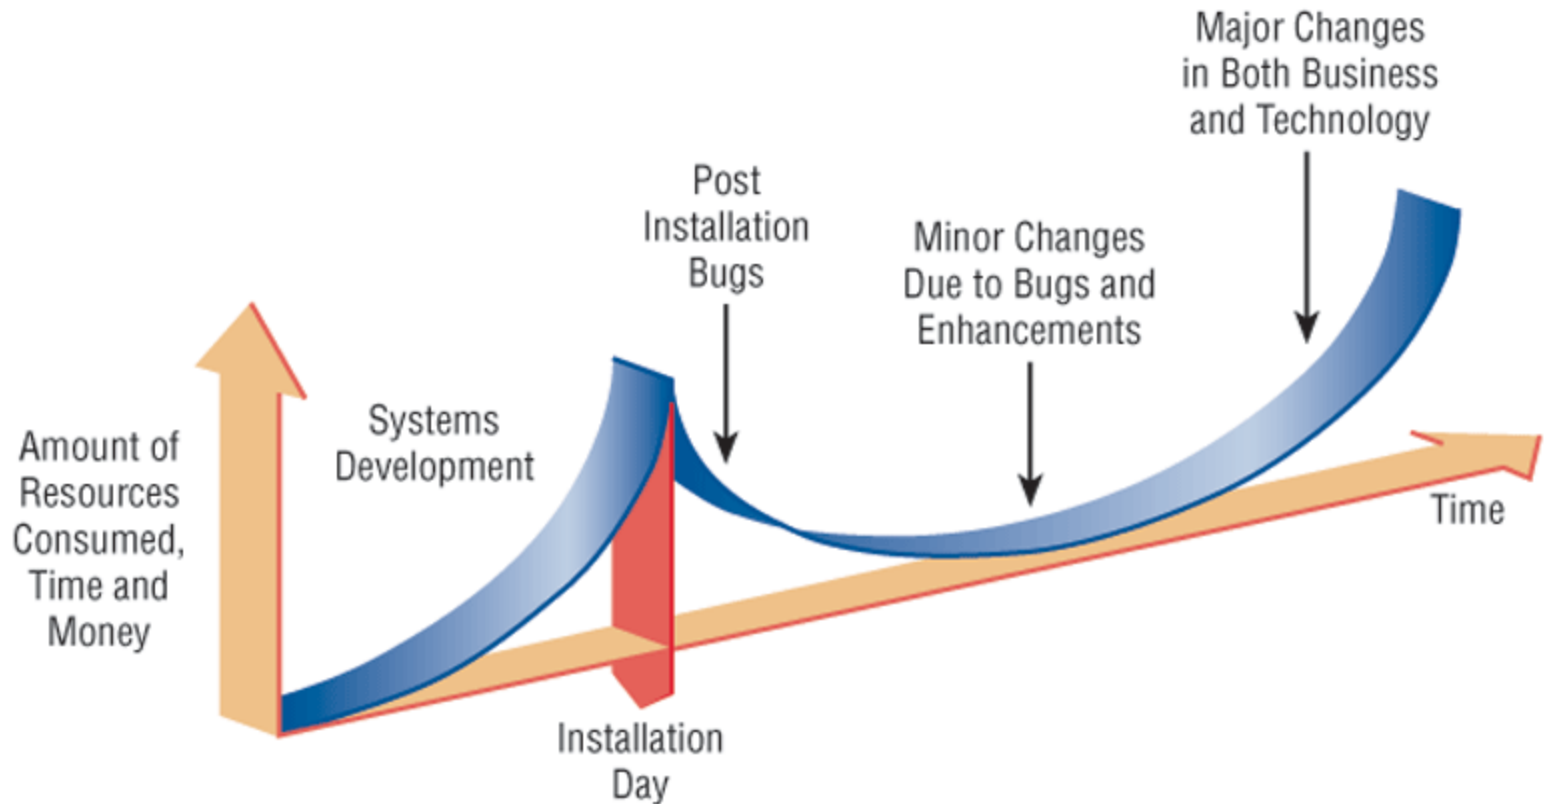 Major Changes
in Both Business
and Technology
Post
Installation
Bugs
Minor Changes
Due to Bugs and
Enhancements
Systems
Development
Amount of
Resources
Consumed,
Time and
Money
Time
Installation
Day